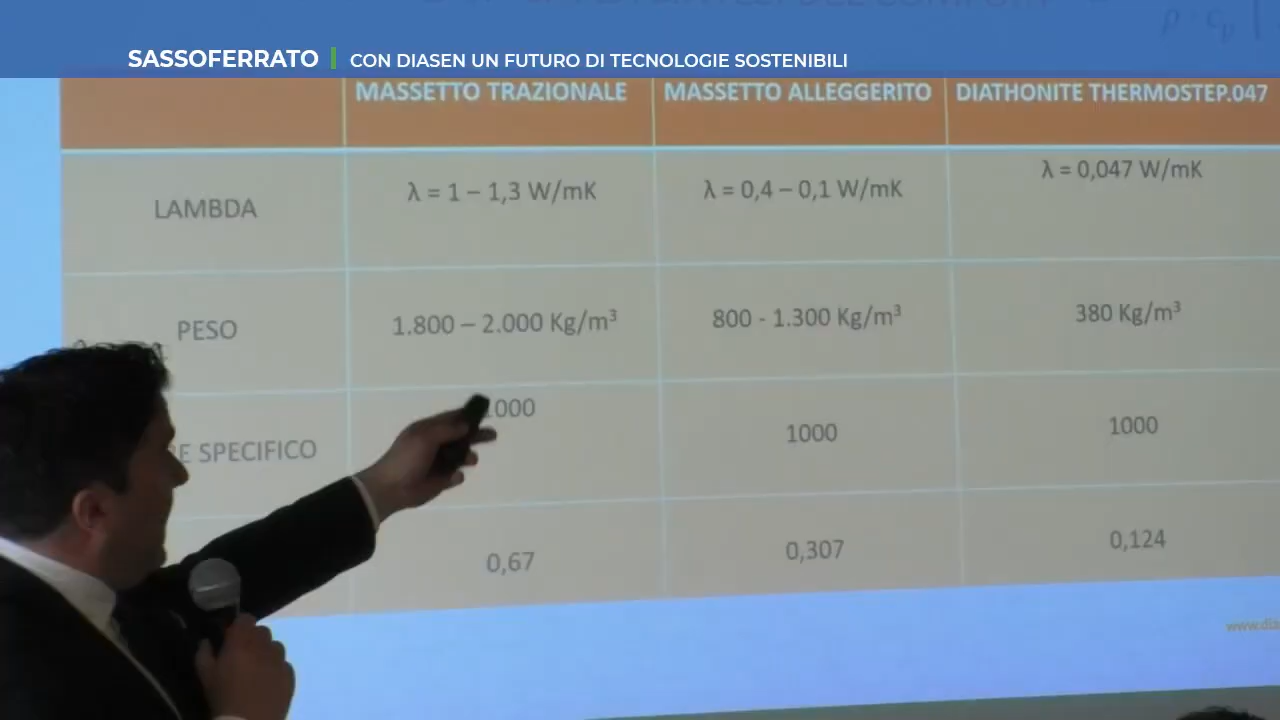 SASSOFERRATO | CON DIASEN UN FUTURO DI TECNOLOGIE SOSTENIBILI
MASSETTO TRAZIONALE MASSETTO ALLEGGERITO DIATHONITE THERMOSTEP.047
LAMBDA λ = 1 – 1,3 W/mK λ = 0,4 – 0,1 W/mK λ = 0,047 W/mK
PESO 1.800 – 2.000 Kg/m³ 800 - 1.300 Kg/m³ 380 Kg/m³
SPECIFICO 1000 1000 1000
0,67 0,307 0,124